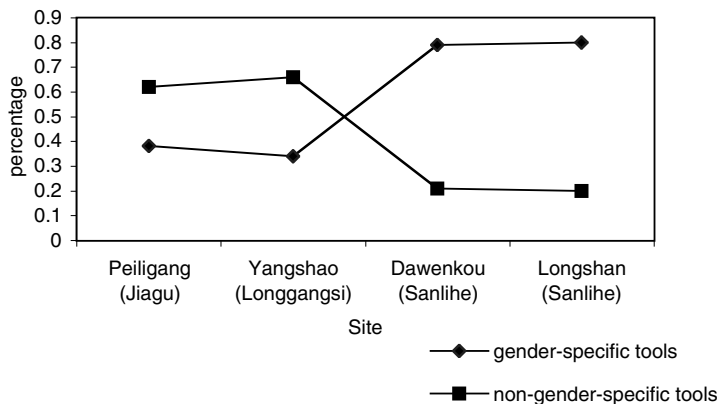 0.9
0.8
0.7
0.6
0.5
0.4
0.3
0.2
0.1
0
percentage
Peiligang
(Jiagu)
Yangshao
(Longgangsi)
Dawenkou
(Sanlihe)
Longshan
(Sanlihe)
Site
gender-specific tools
non-gender-specific tools